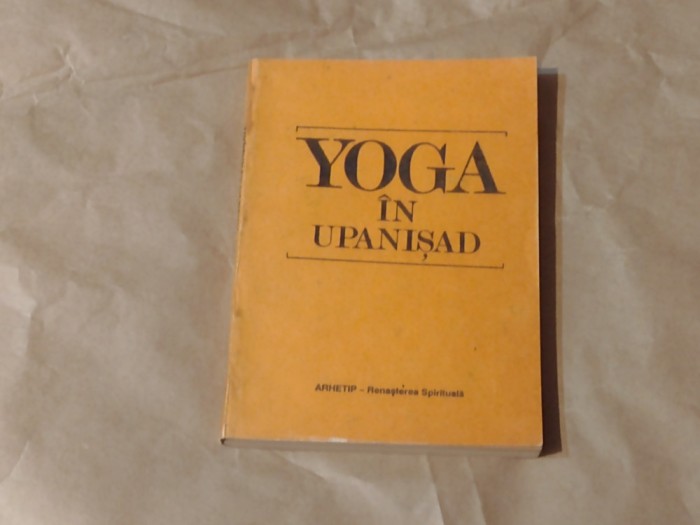 YOGA
ÎN
UPANIȘAD
ARHETIP – Renașterea Spirituală